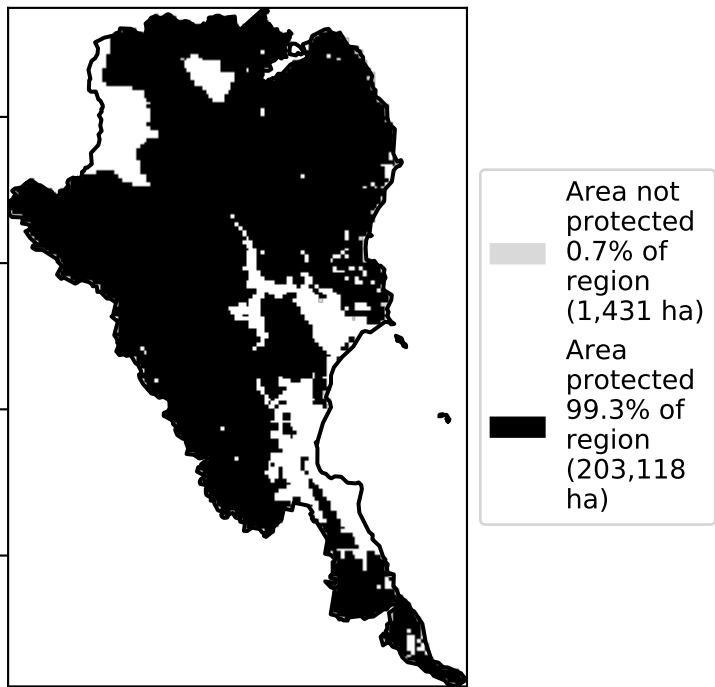 Area not
protected
0.7% of
region
(1,431 ha)
Area
protected
99.3% of
region
(203,118
ha)